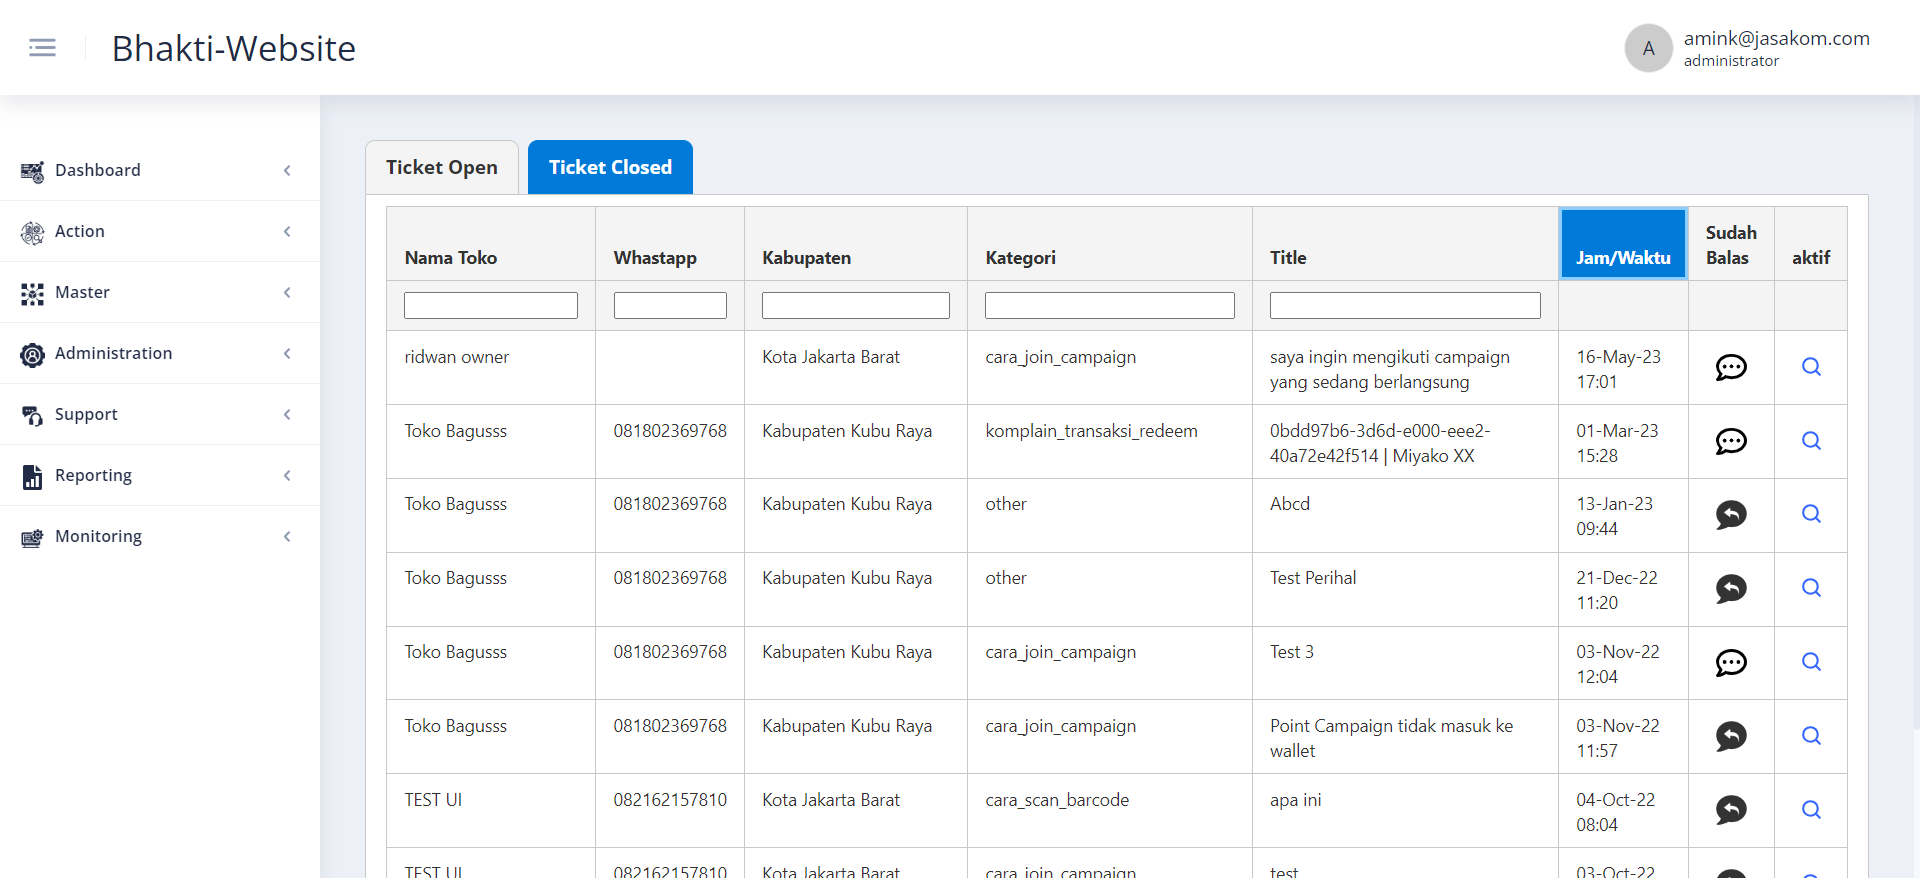 Bhakti-Website
A
amink@jasakom.com
administrator
Dashboard
Action
Master
Administration
Support
Reporting
Monitoring
Ticket Open
Ticket Closed
Nama Toko
Whastapp
Kabupaten
Kategori
Title
Jam/Waktu
Sudah
Balas
aktif
ridwan owner
Kota Jakarta Barat
cara_join_campaign
saya ingin mengikuti campaign
yang sedang berlangsung
16-May-23
17:01
Toko Bagusss
081802369768
Kabupaten Kubu Raya
komplain_transaksi_redeem
0bdd97b6-3d6d-e000-eee2-
40a72e42f514 | Miyako XX
01-Mar-23
15:28
Toko Bagusss
081802369768
Kabupaten Kubu Raya
other
Abcd
13-Jan-23
09:44
Toko Bagusss
081802369768
Kabupaten Kubu Raya
other
Test Perihal
21-Dec-22
11:20
Toko Bagusss
081802369768
Kabupaten Kubu Raya
cara_join_campaign
Test 3
03-Nov-22
12:04
Toko Bagusss
081802369768
Kabupaten Kubu Raya
cara_join_campaign
Point Campaign tidak masuk ke
wallet
03-Nov-22
11:57
TEST UI
082162157810
Kota Jakarta Barat
cara_scan_barcode
apa ini
04-Oct-22
08:04
TEST UI
082162157810
Kota Jakarta Barat
cara_join_campaign
test
03-Oct-22